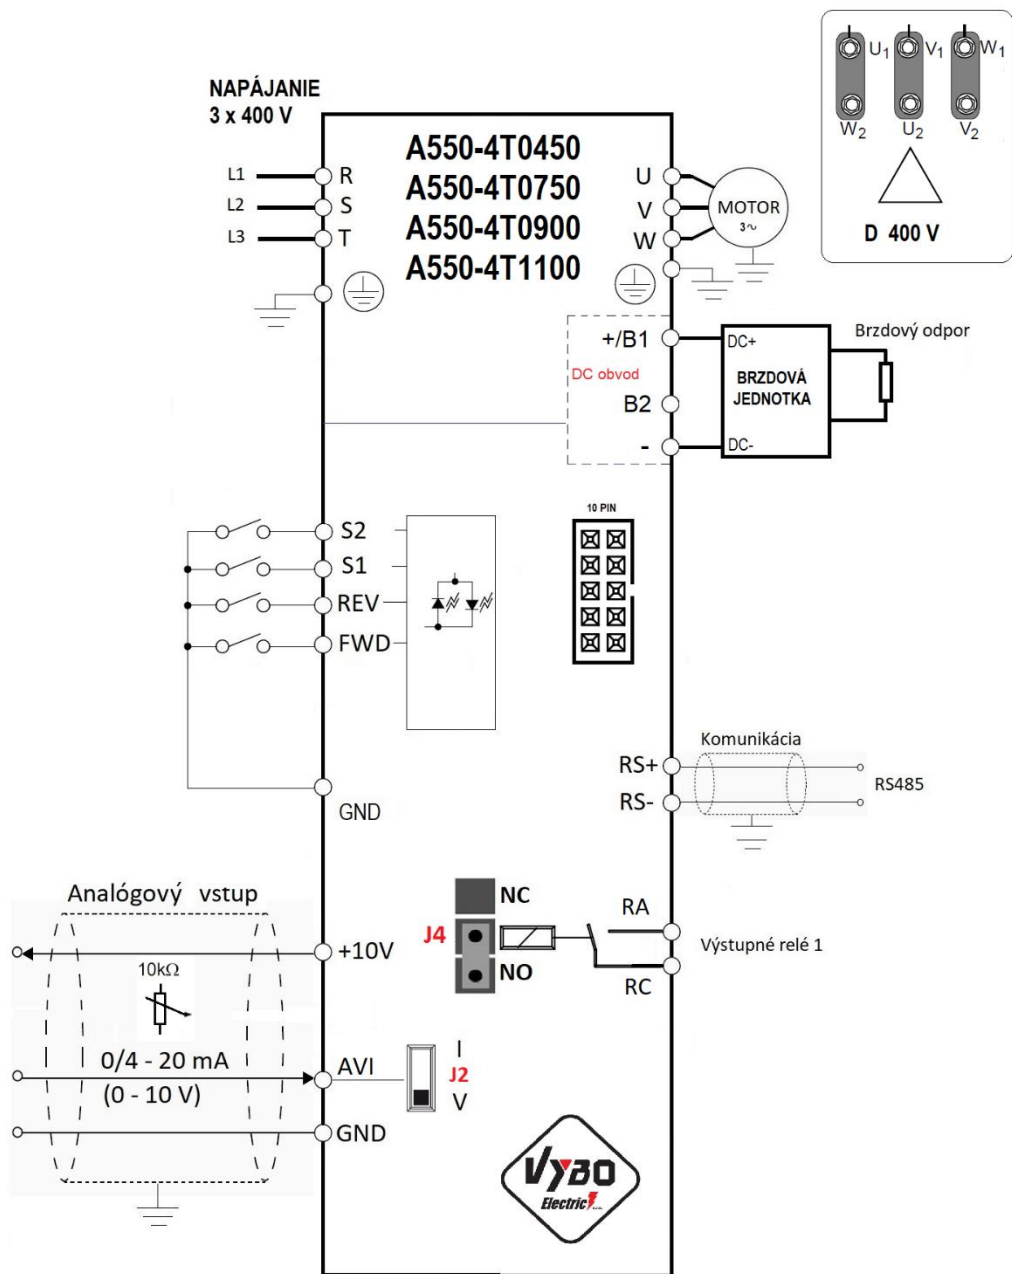 NAPÁJANIE
3 x 400 V
L1
L2
L3
R
S
T
A550-4T0450
A550-4T0750
A550-4T0900
A550-4T1100
U
V
W
MOTOR
3~
U1
V1
W1
W2
U2
V2
D 400 V
+/B1
DC obvod
B2
-
DC+
BRZDOVÁ
JEDNOTKA
DC-
Brzdový odpor
S2
S1
REV
FWD
GND
10 PIN
RS+
RS-
Komunikácia
RS485
Analógový vstup
+10V
10kΩ
0/4 - 20 mA
(0 - 10 V)
AVI
GND
I
J2
V
NC
J4
NO
RA
RC
Výstupné relé 1
VYBO
Electric